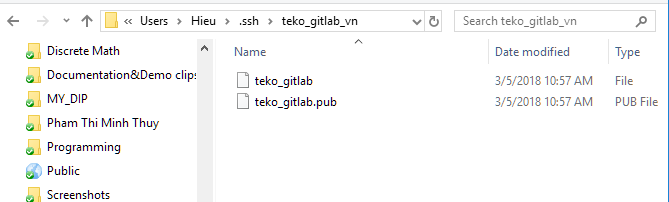 « Users > Hieu > .ssh > teko_gitlab_vn
Search teko_gitlab_vn
Discrete Math
Documentation&Demo clips
MY_DIP
Pham Thi Minh Thuy
Programming
Public
Screenshots
Name Date modified Type
teko_gitlab 3/5/2018 10:57 AM File
teko_gitlab.pub 3/5/2018 10:57 AM PUB File